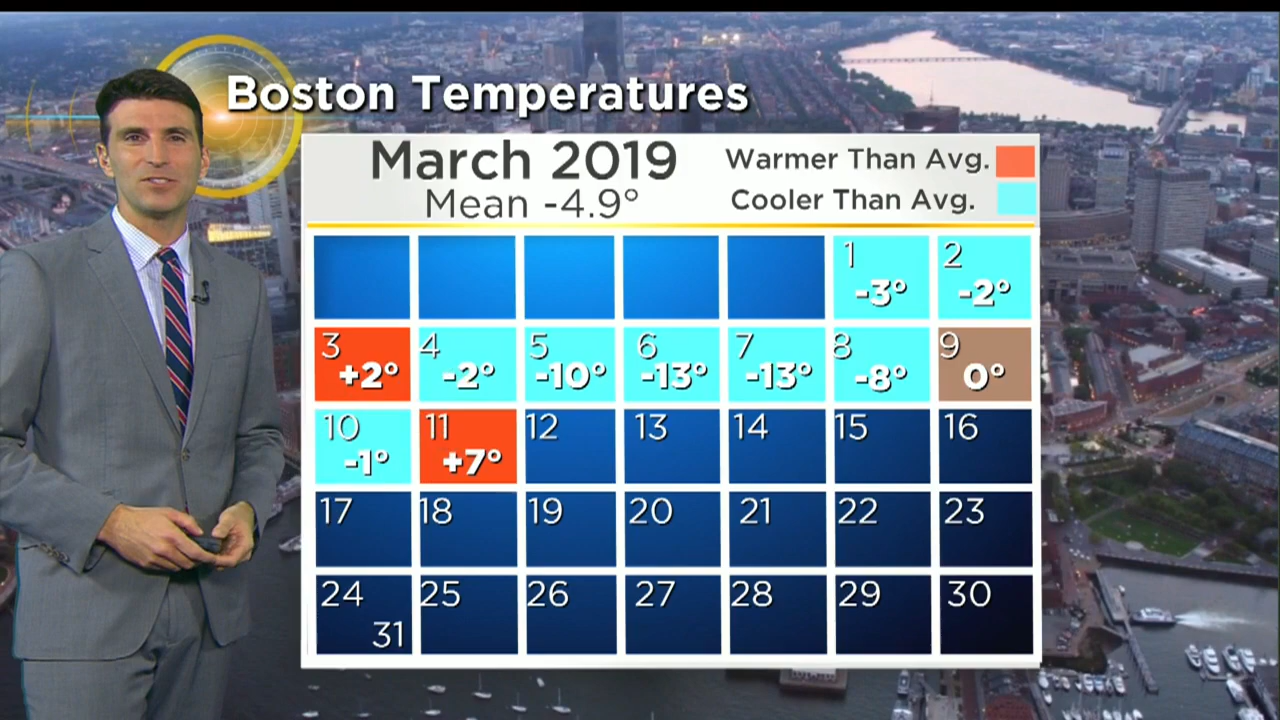 Boston Temperatures
March 2019
Mean -4.9°
Warmer Than Avg.
Cooler Than Avg.
1 2
-3° -2°
3 4 5 6 7 8 9
+2° -2° -10° -13° -13° -8° 0°
10 11 12 13 14 15 16
-1° +7°
17 18 19 20 21 22 23
24 25 26 27 28 29 30
31